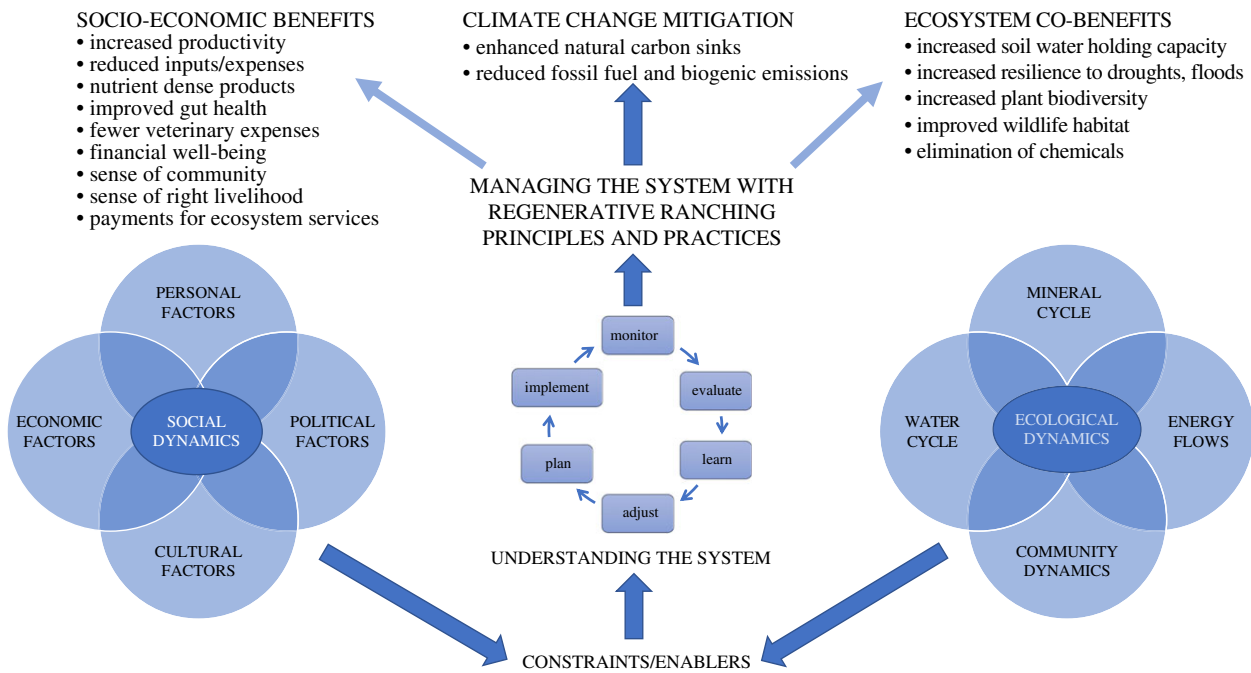 SOCIO-ECONOMIC BENEFITS
• increased productivity
• reduced inputs/expenses
• nutrient dense products
• improved gut health
• fewer veterinary expenses
• financial well-being
• sense of community
• sense of right livelihood
• payments for ecosystem services
CLIMATE CHANGE MITIGATION
• enhanced natural carbon sinks
• reduced fossil fuel and biogenic emissions
ECOSYSTEM CO-BENEFITS
• increased soil water holding capacity
• increased resilience to droughts, floods
• increased plant biodiversity
• improved wildlife habitat
• elimination of chemicals
MANAGING THE SYSTEM WITH
REGENERATIVE RANCHING
PRINCIPLES AND PRACTICES
PERSONAL
FACTORS
ECONOMIC
FACTORS
SOCIAL
DYNAMICS
POLITICAL
FACTORS
CULTURAL
FACTORS
monitor
evaluate
learn
adjust
plan
implement
MINERAL
CYCLE
WATER
CYCLE
ECOLOGICAL
DYNAMICS
ENERGY
FLOWS
COMMUNITY
DYNAMICS
UNDERSTANDING THE SYSTEM
CONSTRAINTS/ENABLERS